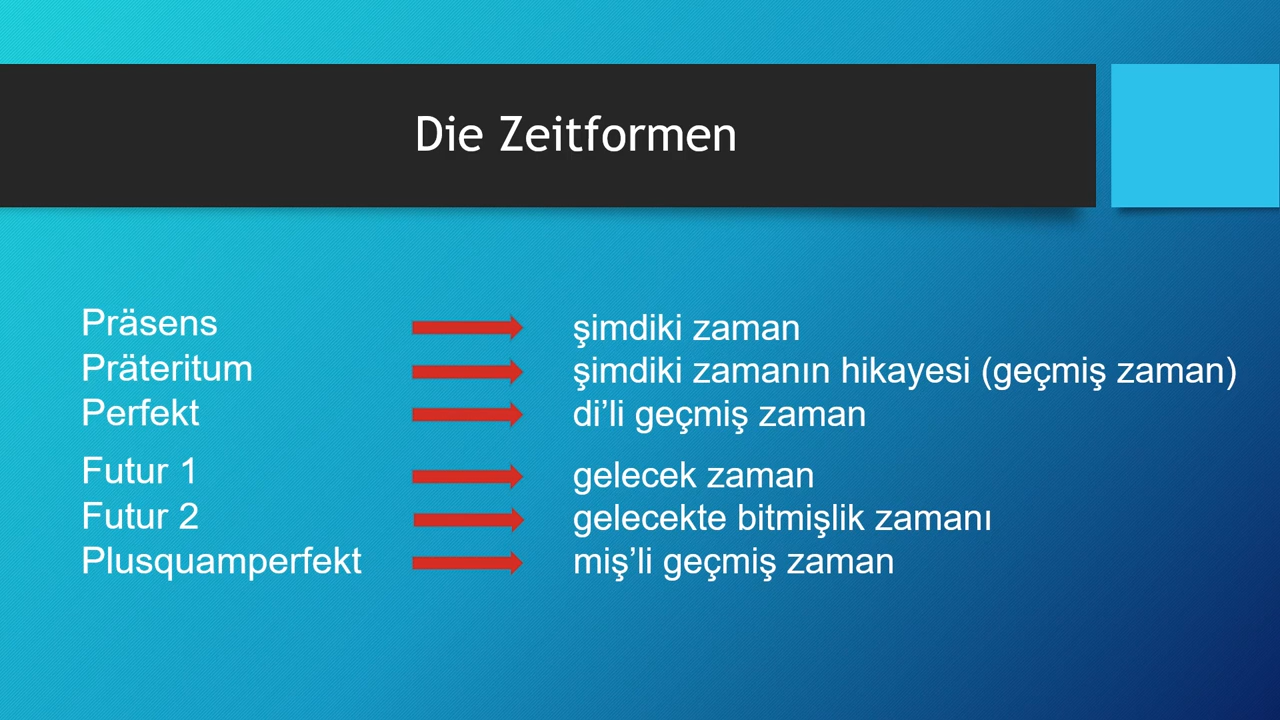 Die Zeitformen
Präsens şimdiki zaman
Präteritum şimdiki zamanın hikayesi (geçmiş zaman)
Perfekt di’li geçmiş zaman
Futur 1 gelecek zaman
Futur 2 gelecekte bitmişlik zamanı
Plusquamperfekt miş’li geçmiş zaman